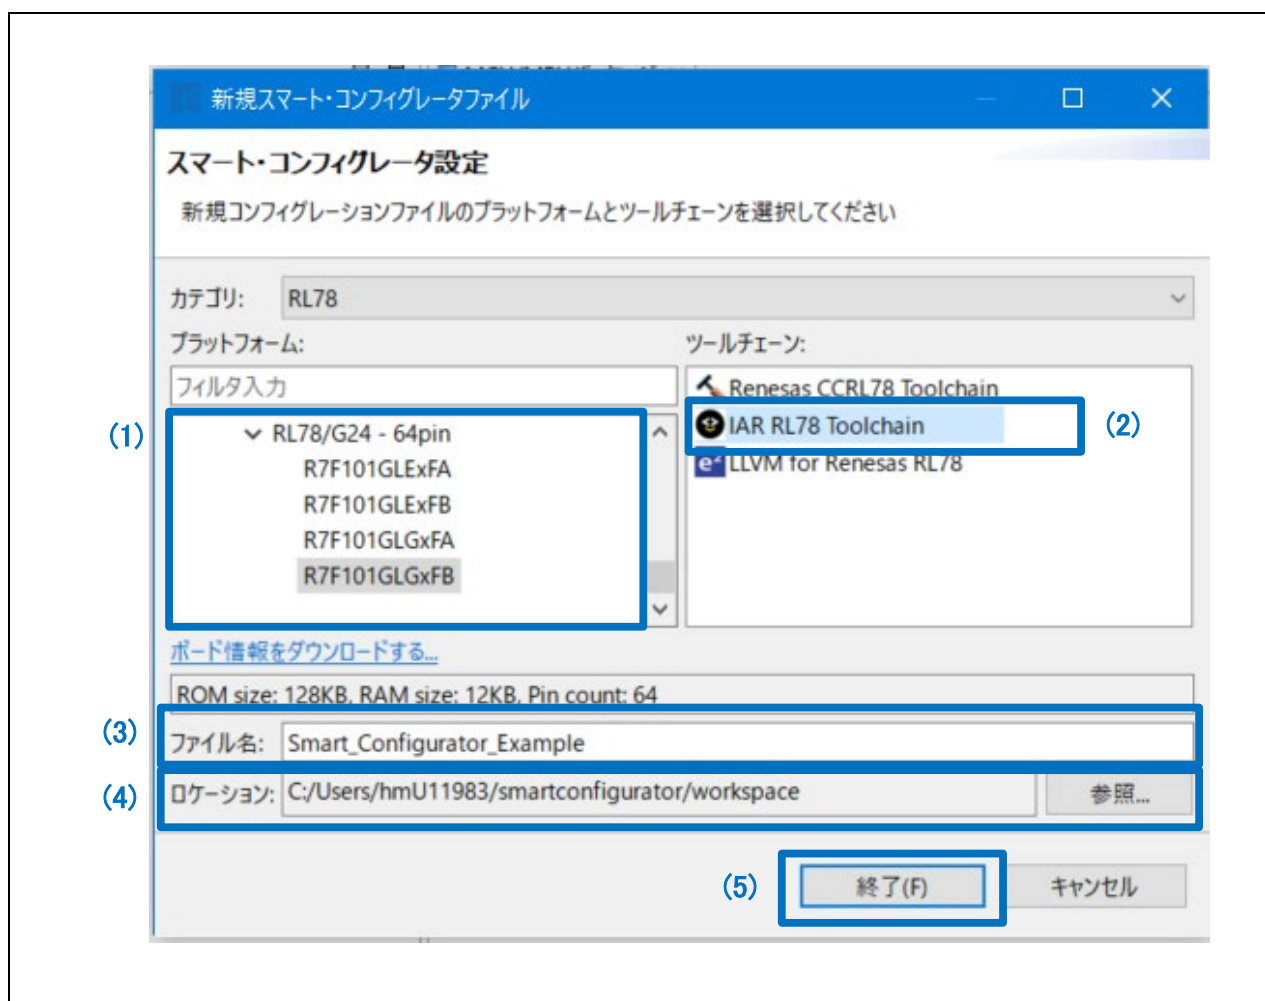 新規スマート・コンフィグレータファイル
スマート・コンフィグレータ設定
新規コンフィグレーションファイルのプラットフォームとツールチェーンを選択してください
カテゴリ: RL78
プラットフォーム: ツールチェーン:
フィルタ入力
Renesas CCRL78 Toolchain
(1) RL78/G24 - 64pin
IAR RL78 Toolchain (2)
R7F101GLExFA
LLVM for Renesas RL78
R7F101GLExFB
R7F101GLGxFA
R7F101GLGxFB
ボード情報をダウンロードする...
ROM size: 128KB, RAM size: 12KB, Pin count: 64
(3) ファイル名: Smart_Configurator_Example
(4) ロケーション: C:/Users/hmU11983/smartconfigurator/workspace 参照...
(5) 終了(F) キャンセル